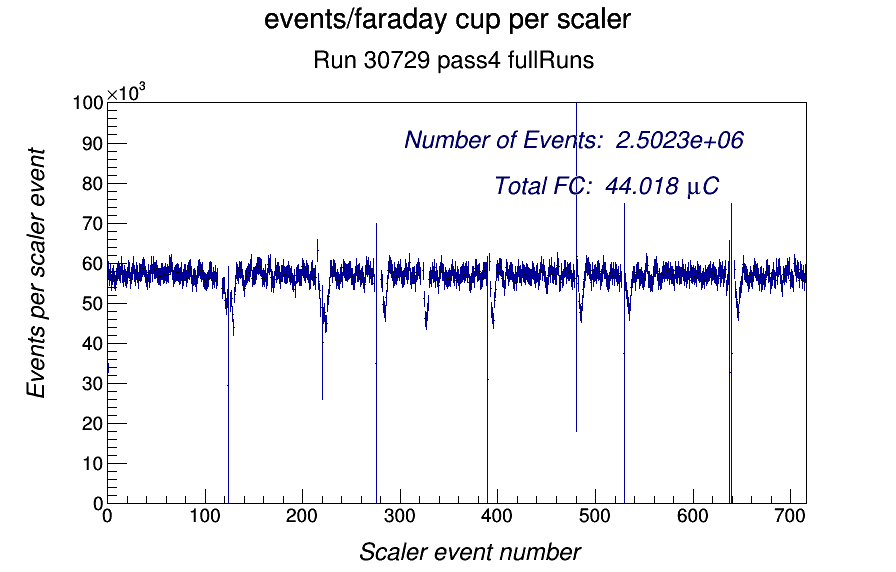 events/faraday cup per scaler
Run 30729 pass4 fullRuns
×10³
100
90
80
70
60
50
40
30
20
10
0
Events per scaler event
Number of Events: 2.5023e+06
Total FC: 44.018 μC
0 100 200 300 400 500 600 700
Scaler event number